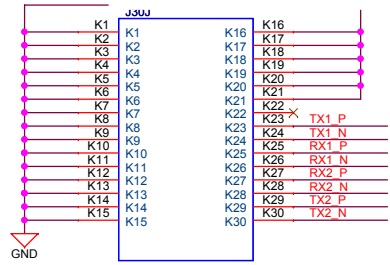 J30J
K1 K1 K16 K16
K2 K2 K17 K17
K3 K3 K18 K18
K4 K4 K19 K19
K5 K5 K20 K20
K6 K6 K21 K21
K7 K7 K22 K22
K8 K8 K23 K23 TX1_P
K9 K9 K24 K24 TX1_N
K10 K10 K25 K25 RX1_P
K11 K11 K26 K26 RX1_N
K12 K12 K27 K27 RX2_P
K13 K13 K28 K28 RX2_N
K14 K14 K29 K29 TX2_P
K15 K15 K30 K30 TX2_N
GND